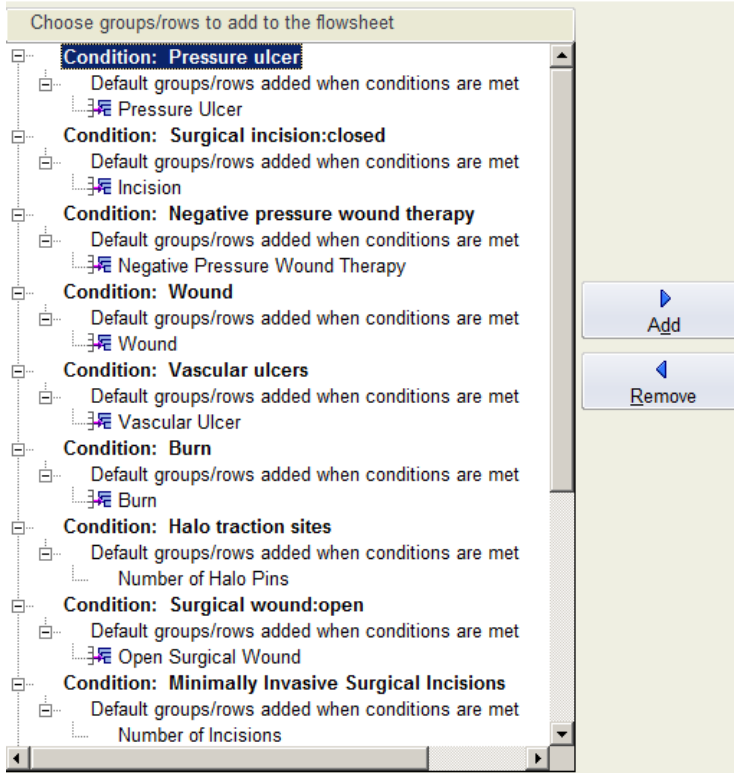 Choose groups/rows to add to the flowsheet
Condition: Pressure ulcer
Default groups/rows added when conditions are met
Pressure Ulcer
Condition: Surgical incision:closed
Default groups/rows added when conditions are met
Incision
Condition: Negative pressure wound therapy
Default groups/rows added when conditions are met
Negative Pressure Wound Therapy
Condition: Wound
Default groups/rows added when conditions are met
Wound
Condition: Vascular ulcers
Default groups/rows added when conditions are met
Vascular Ulcer
Condition: Burn
Default groups/rows added when conditions are met
Burn
Condition: Halo traction sites
Default groups/rows added when conditions are met
Number of Halo Pins
Condition: Surgical wound:open
Default groups/rows added when conditions are met
Open Surgical Wound
Condition: Minimally Invasive Surgical Incisions
Default groups/rows added when conditions are met
Number of Incisions
Add
Remove